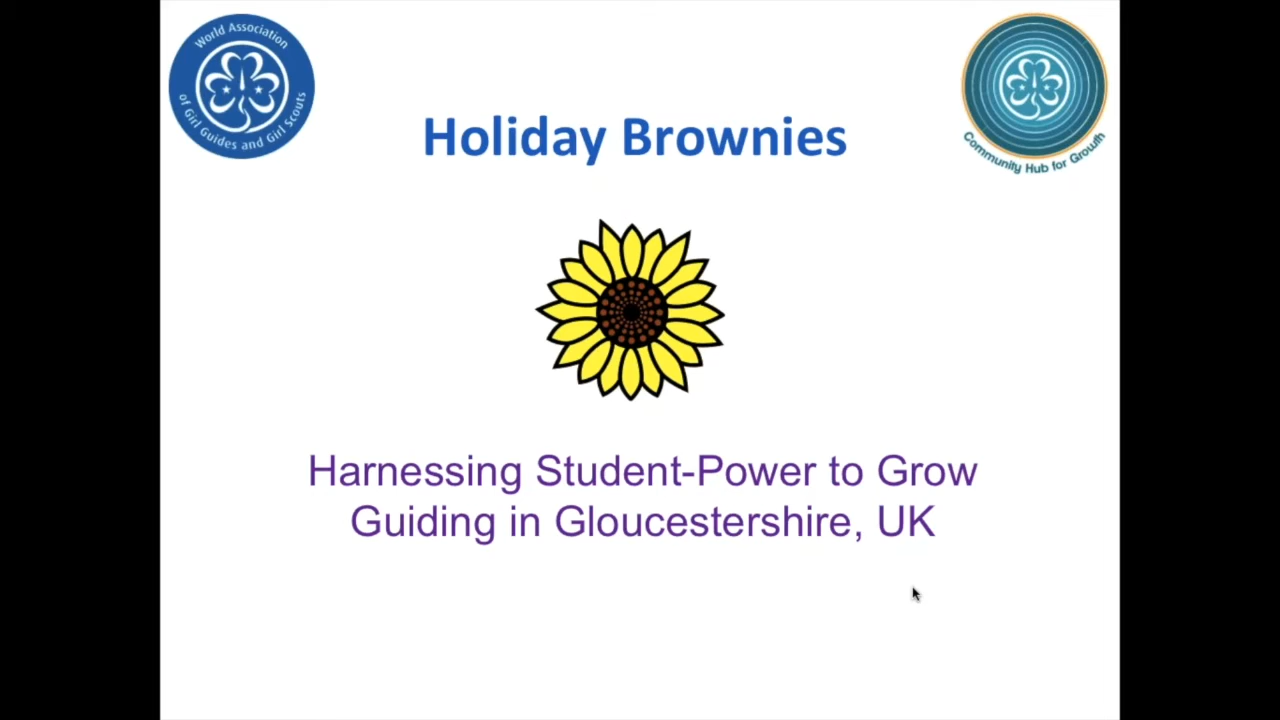 World Association
of Girl Guides and Girl Scouts
Community Hub for Growth
Holiday Brownies
Harnessing Student-Power to Grow
Guiding in Gloucestershire, UK